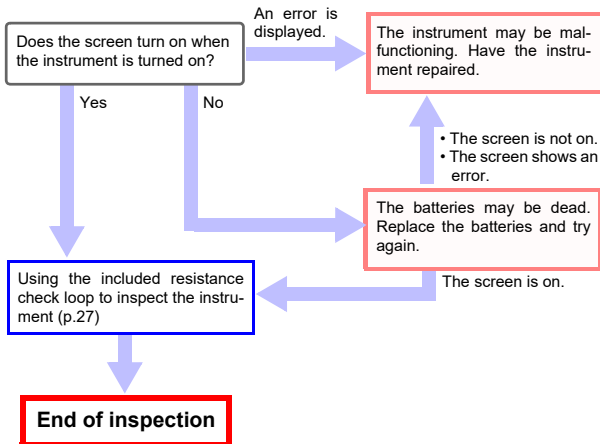 An error is
displayed.
Does the screen turn on when
the instrument is turned on?
The instrument may be mal-
functioning. Have the instru-
ment repaired.
Yes
No
• The screen is not on.
• The screen shows an
error.
The batteries may be dead.
Replace the batteries and try
again.
Using the included resistance
check loop to inspect the instru-
ment (p.27)
The screen is on.
End of inspection